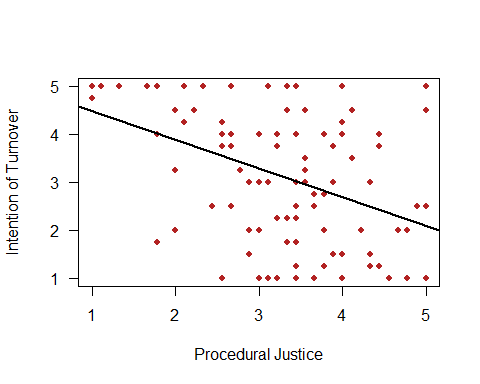 Intention of Turnover
5
4
3
2
1
1 2 3 4 5
Procedural Justice